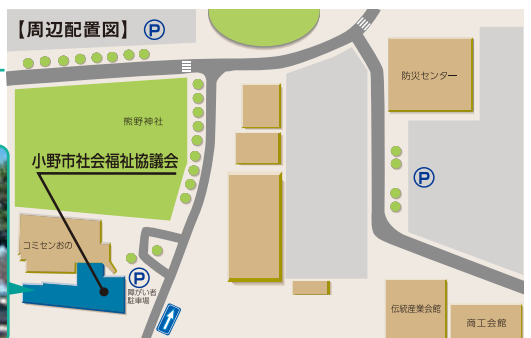 【周辺配置図】 P
防災センター
熊野神社
小野市社会福祉協議会
P
コミセンおの
P
障がい者
駐車場
伝統産業会館
商工会館